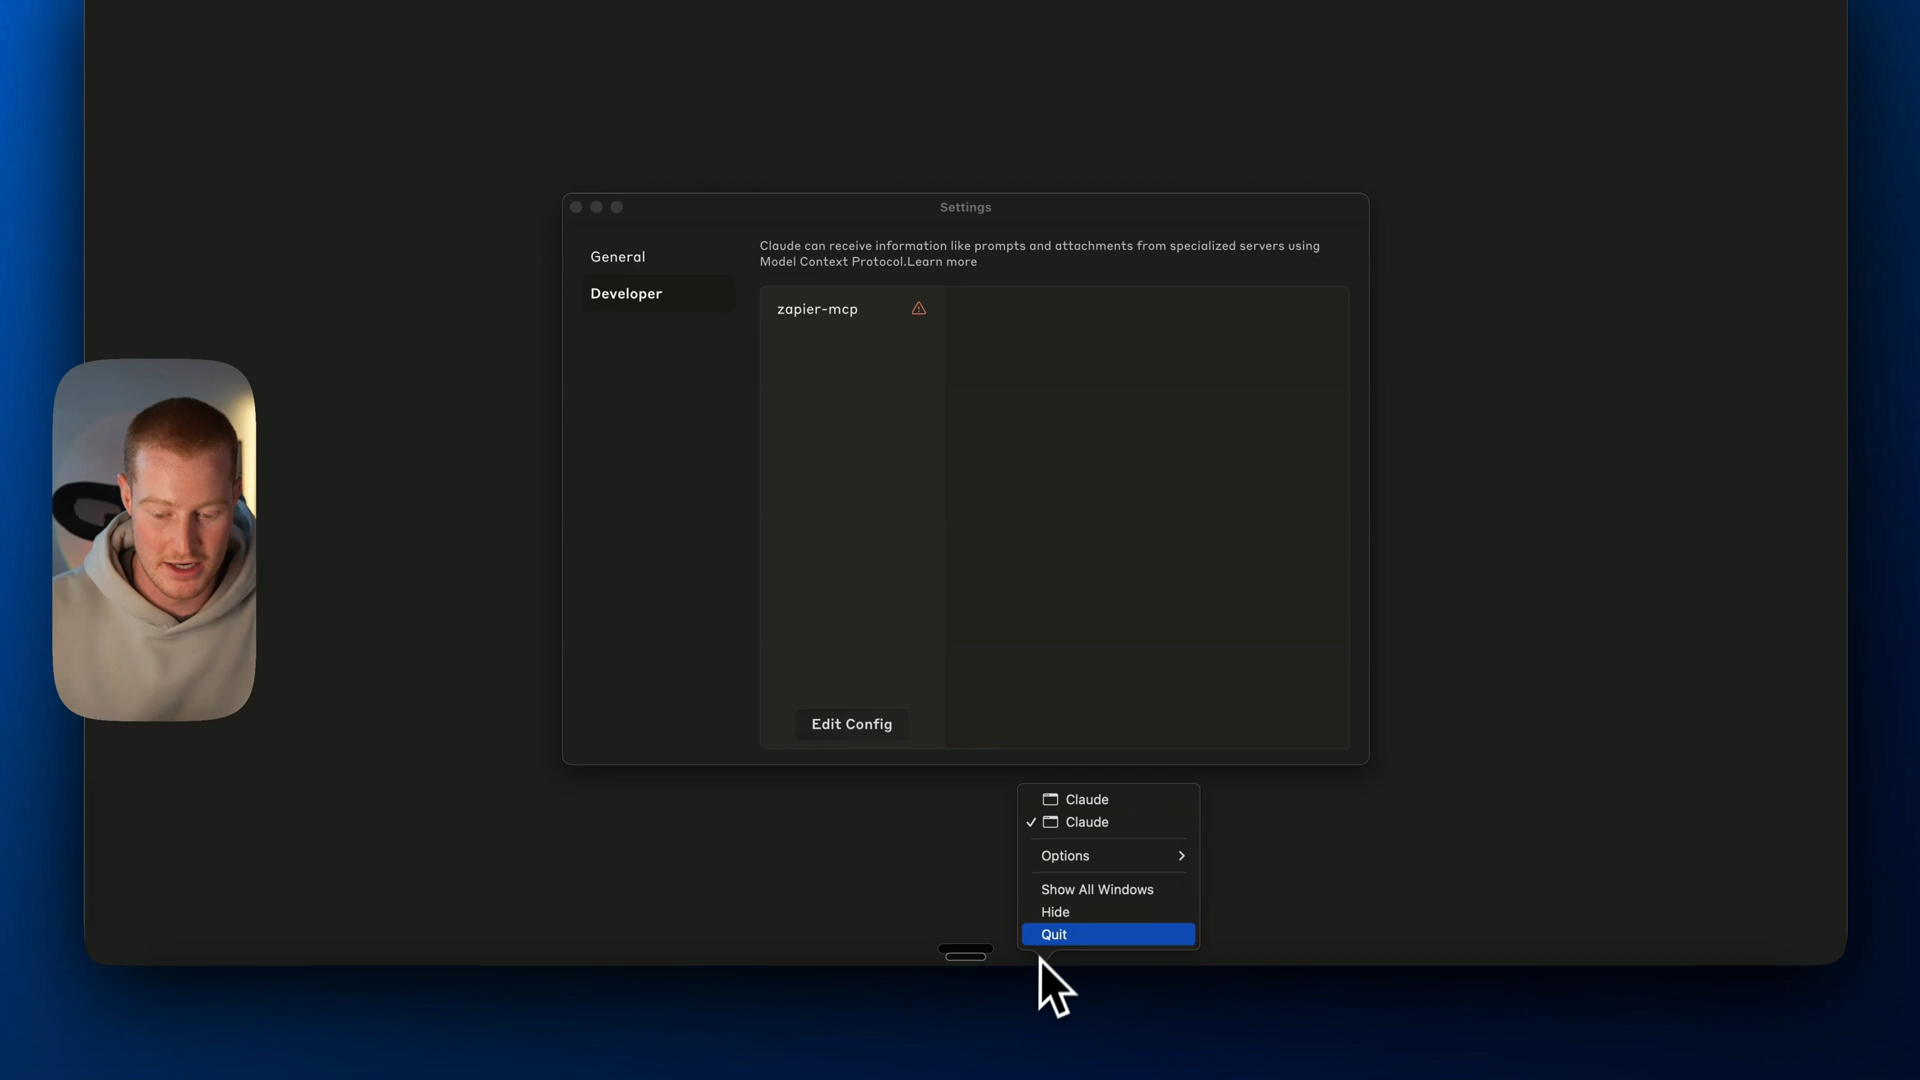 Settings
General
Developer
Claude can receive information like prompts and attachments from specialized servers using
Model Context Protocol.Learn more
zapier-mcp
Edit Config
Claude
Claude
Options
Show All Windows
Hide
Quit